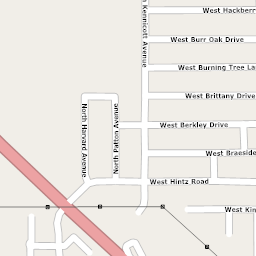 West Hackberr
North Kennicott Avenue
West Burr Oak Drive
West Burning Tree La
West Brittany Drive
North Harvard Avenue
North Patton Avenue
West Berkley Drive
West Braeside
West Hintz Road
West Kin